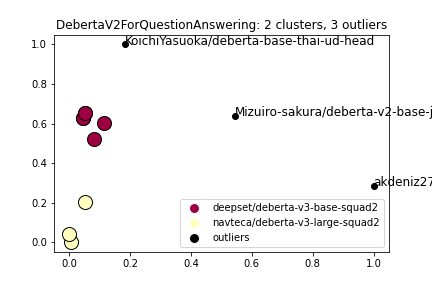 DebertaV2ForQuestionAnswering: 2 clusters, 3 outliers
1.0
KoichiYasuoka/deberta-base-thai-ud-head
0.8
Mizuiro-sakura/deberta-v2-base-j
0.6
0.4
akdeniz27
0.2
deepset/deberta-v3-base-squad2
navteca/deberta-v3-large-squad2
outliers
0.0
0.0 0.2 0.4 0.6 0.8 1.0